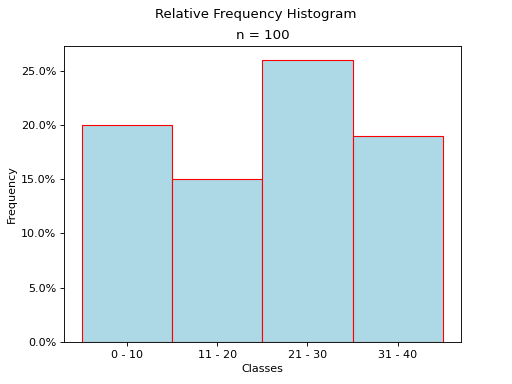 Relative Frequency Histogram
n = 100
25.0%
20.0%
15.0%
10.0%
5.0%
0.0%
Frequency
0 - 10 11 - 20 21 - 30 31 - 40
Classes